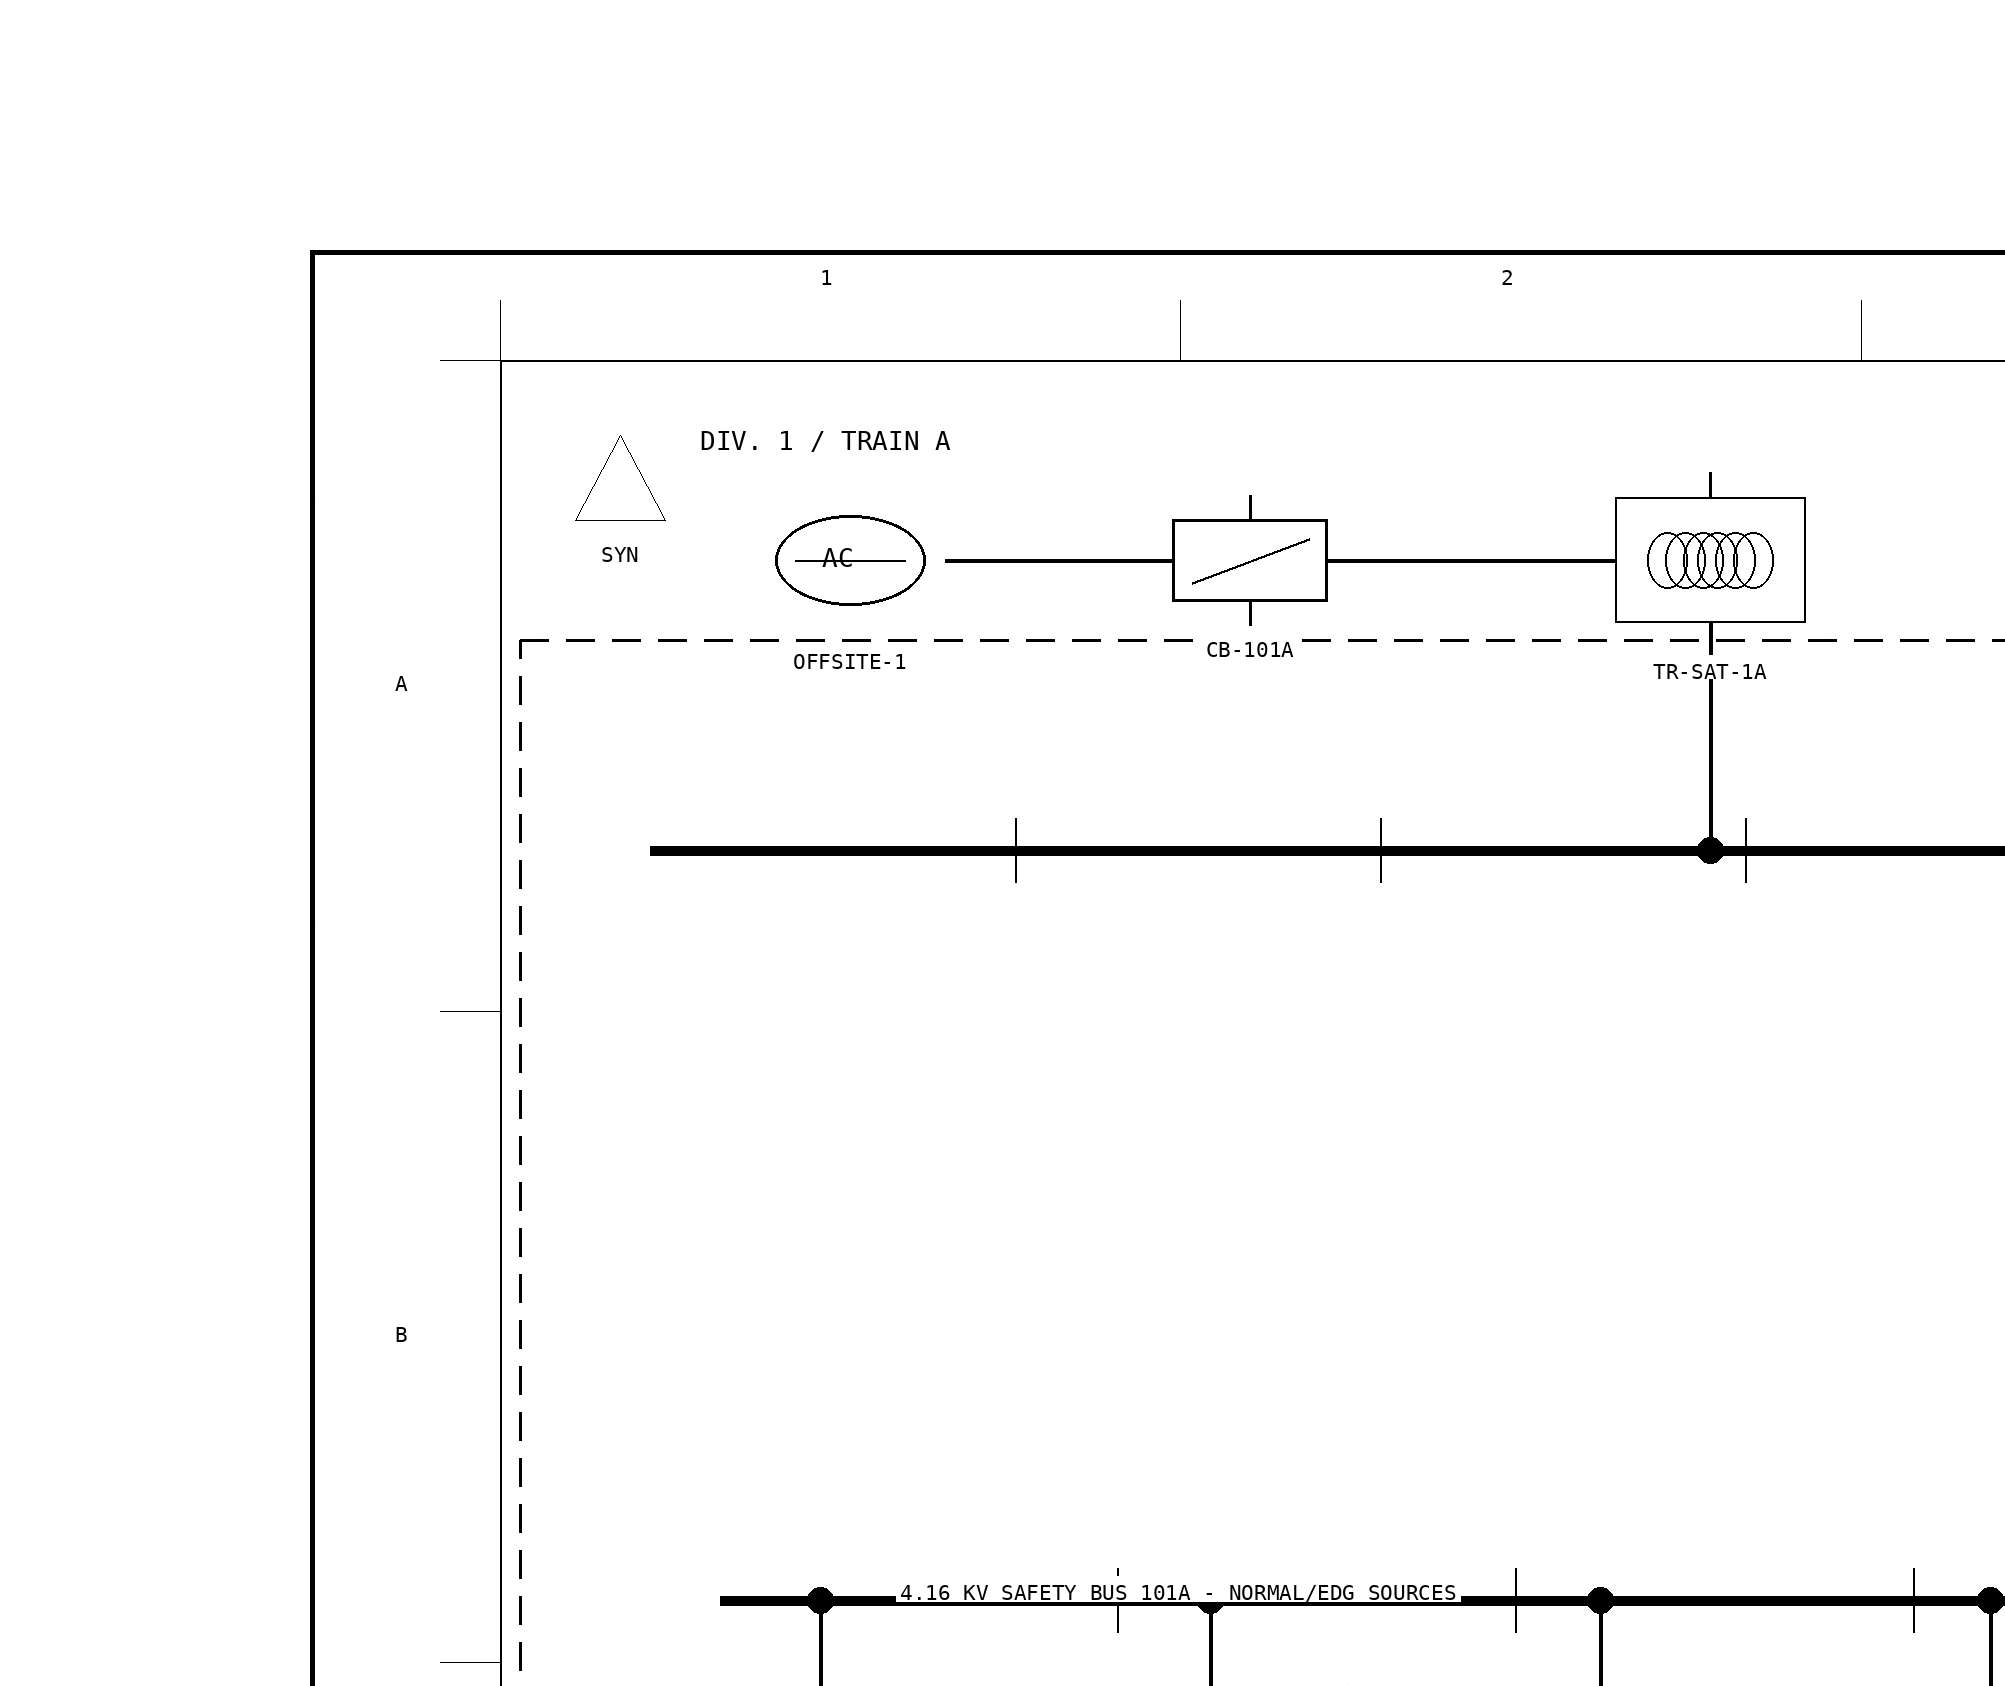 1
2
DIV. 1 / TRAIN A
SYN
AC
OFFSITE-1
CB-101A
TR-SAT-1A
A
B
4.16 KV SAFETY BUS 101A - NORMAL/EDG SOURCES